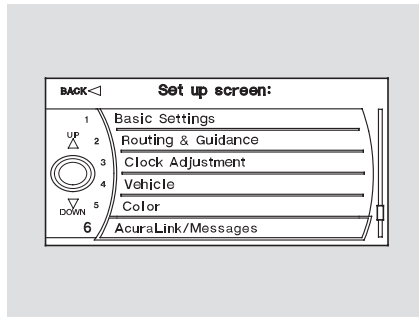 BACK Set up screen:
1 Basic Settings
UP
2 Routing & Guidance
3 Clock Adjustment
4 Vehicle
5 Color
DOWN
6 AcuraLink/Messages